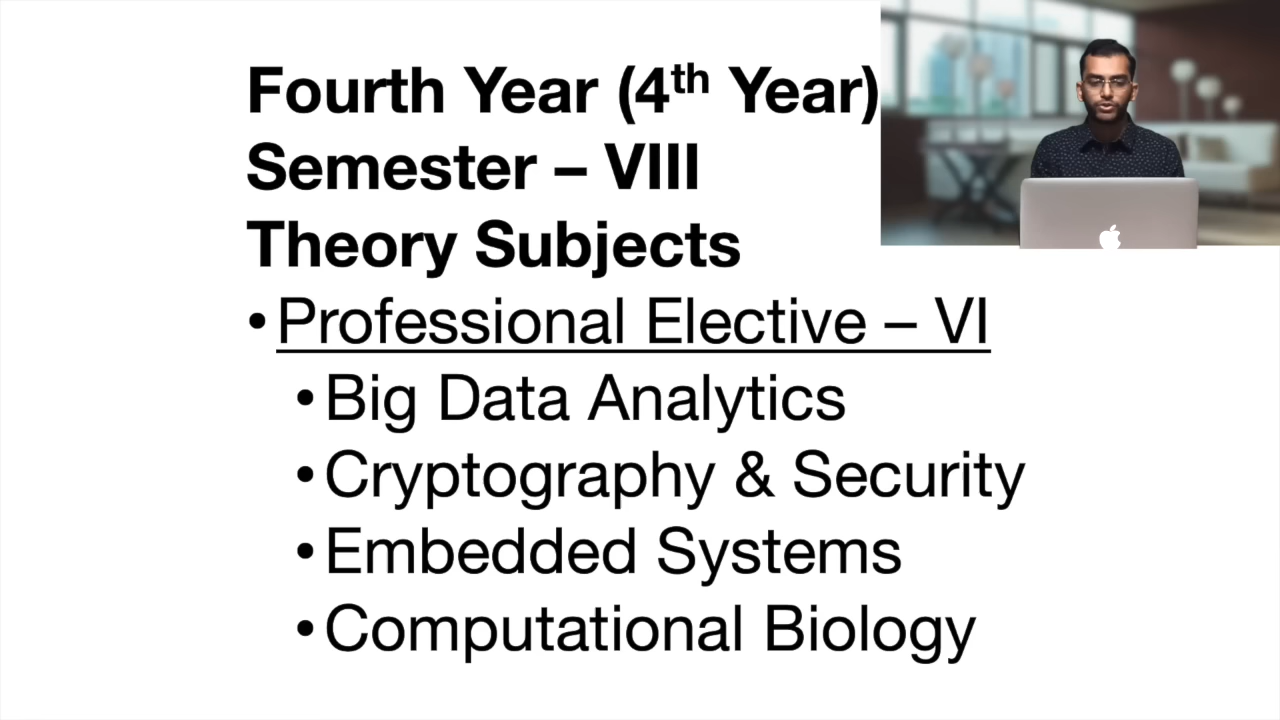 Fourth Year (4th Year)
Semester – VIII
Theory Subjects
•Professional Elective – VI
•Big Data Analytics
•Cryptography & Security
•Embedded Systems
•Computational Biology